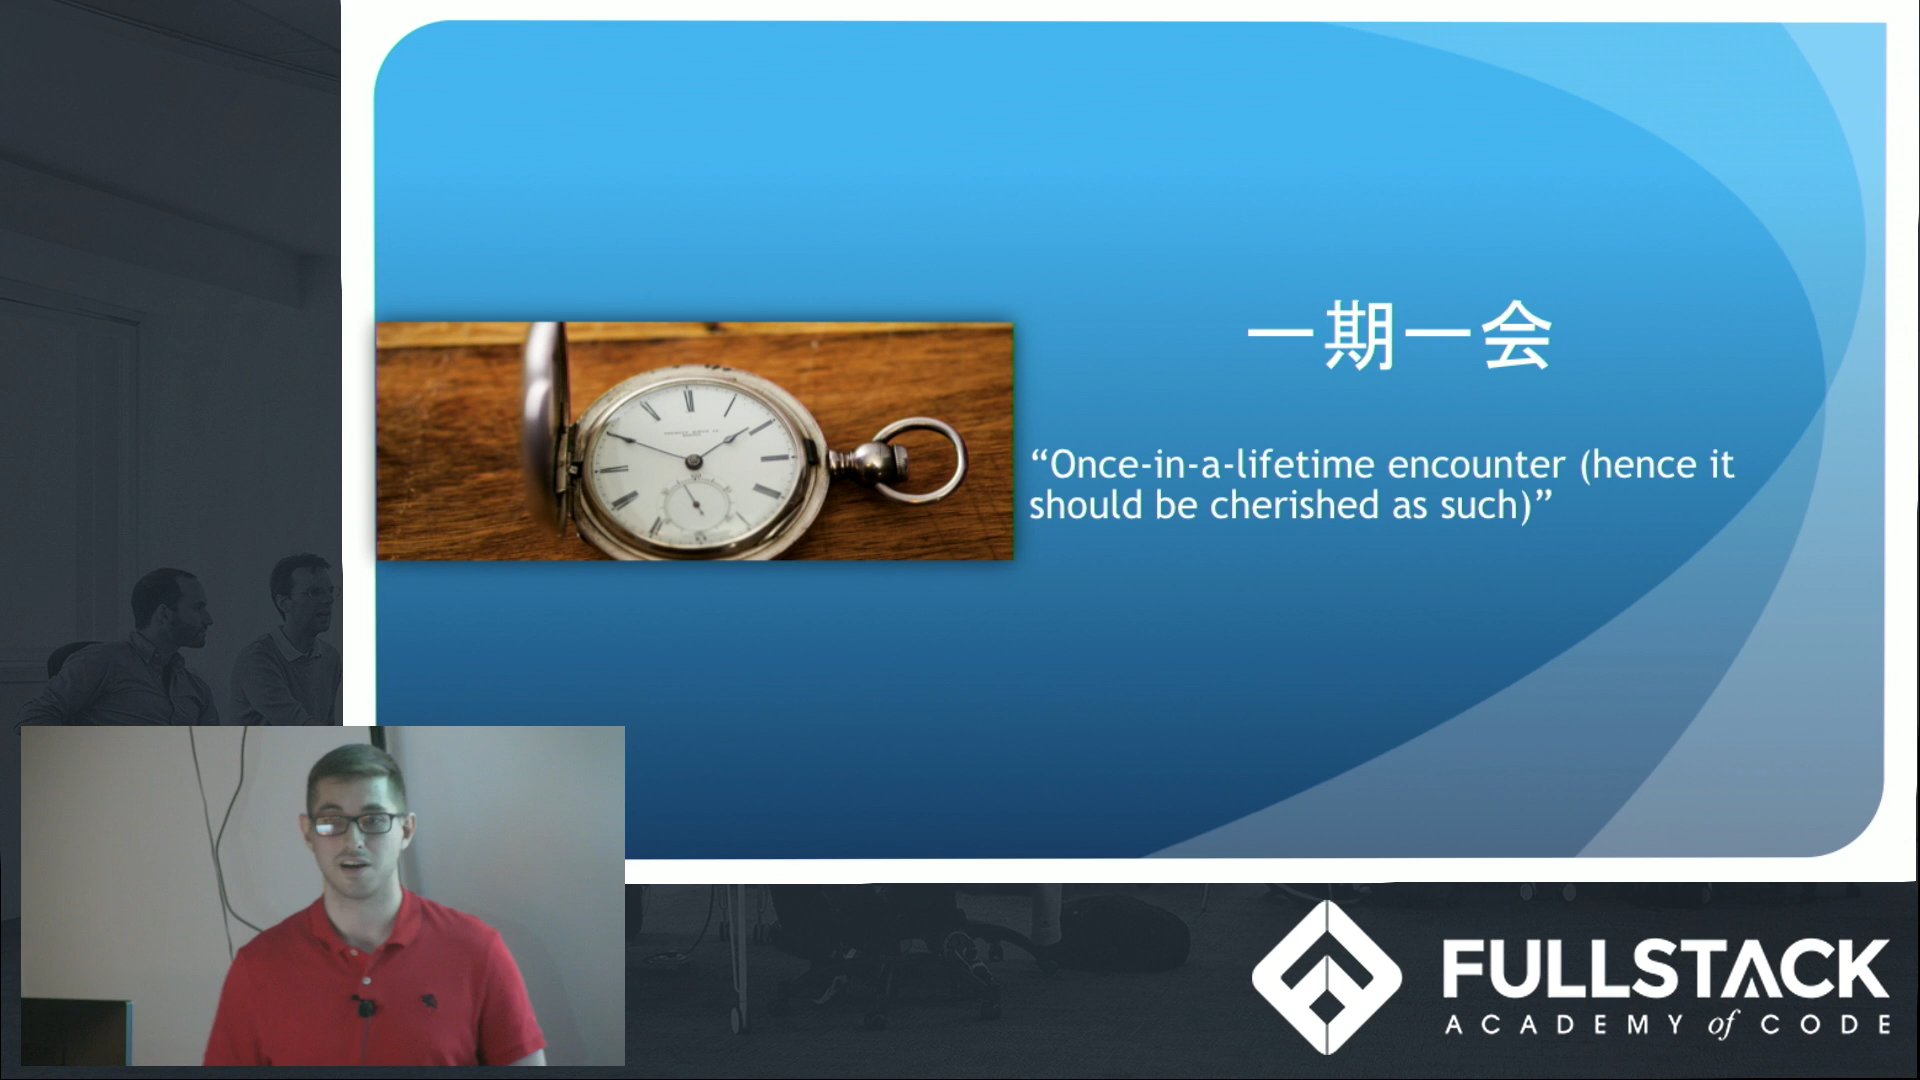 一期一会
“Once-in-a-lifetime encounter (hence it
should be cherished as such)”
FULLSTACK
ACADEMY of CODE